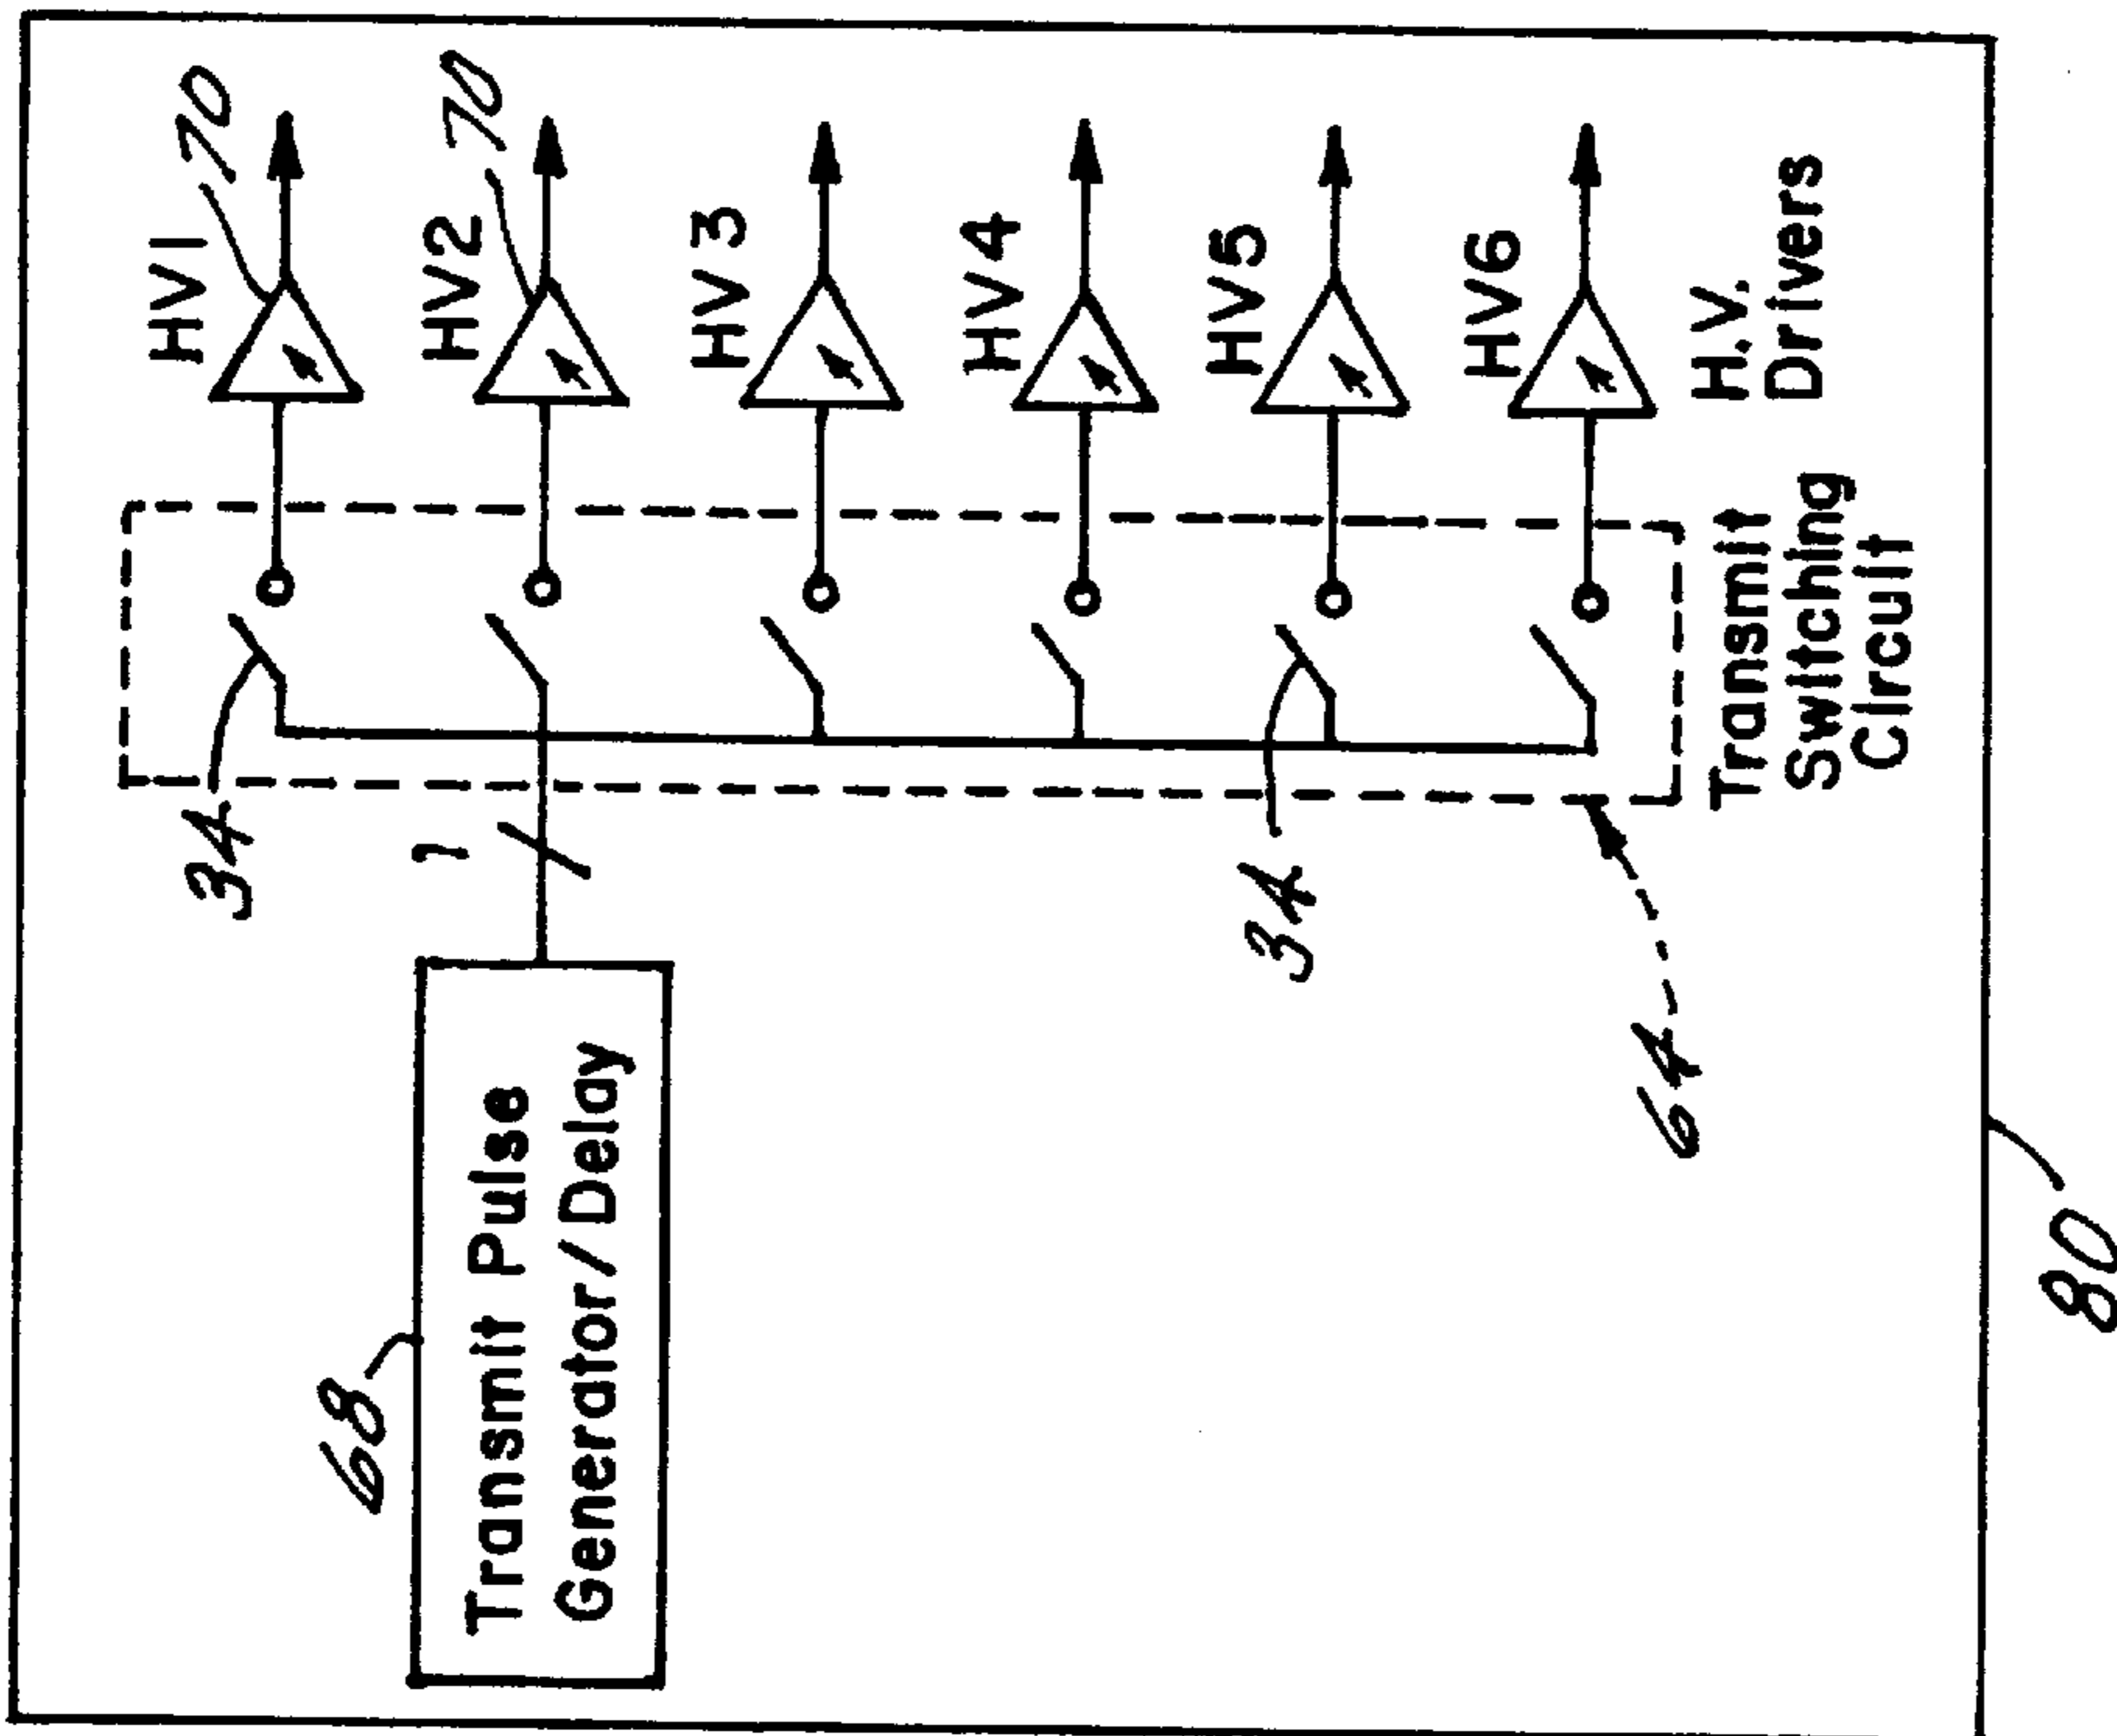 HV1
70
34
68
HV2
70
Transmit Pulse
Generator/Delay
HV3
HV4
HV5
34
HV6
64
H.V.
Drivers
Transmit
Switching
Circuit
80